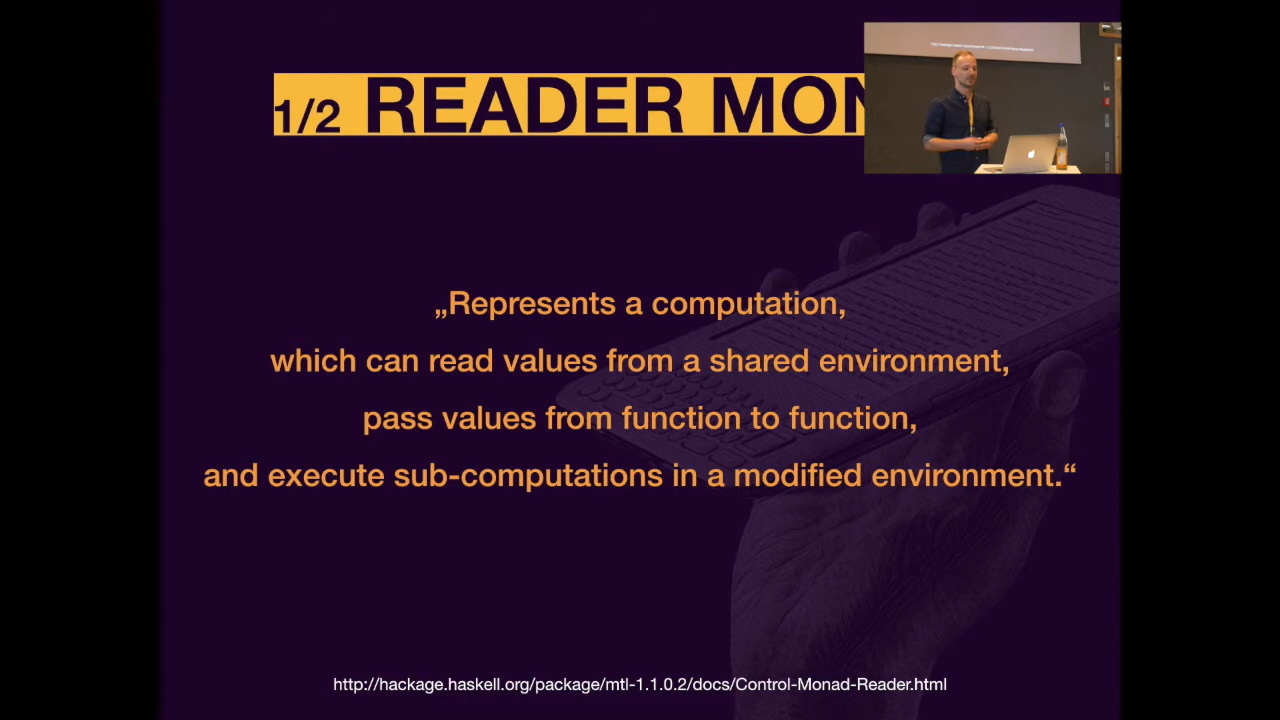 1/2 READER MON
„Represents a computation,
which can read values from a shared environment,
pass values from function to function,
and execute sub-computations in a modified environment.“
http://hackage.haskell.org/package/mtl-1.1.0.2/docs/Control-Monad-Reader.html